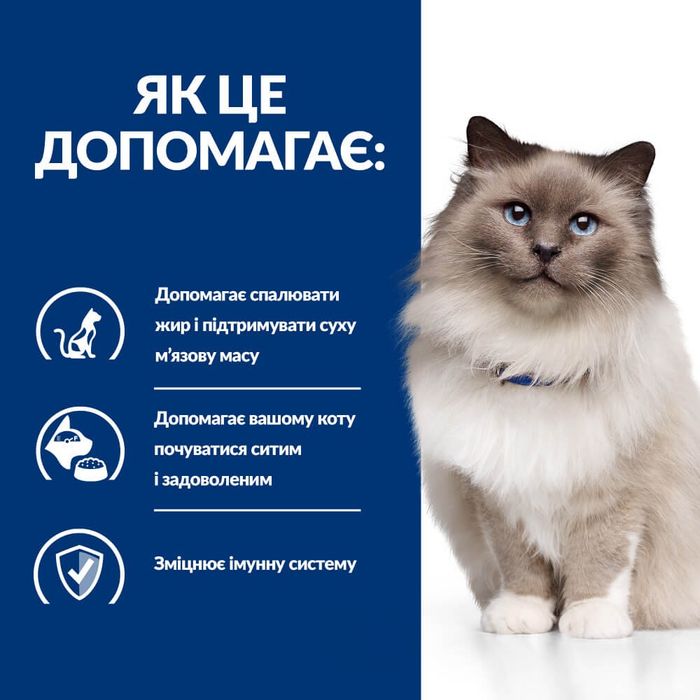 ЯК ЦЕ
ДОПОМАГАЄ:
Допомагає спалювати
жир і підтримувати суху
м’язову масу
Допомагає вашому коту
почуватися ситим
і задоволеним
Зміцнює імунну систему